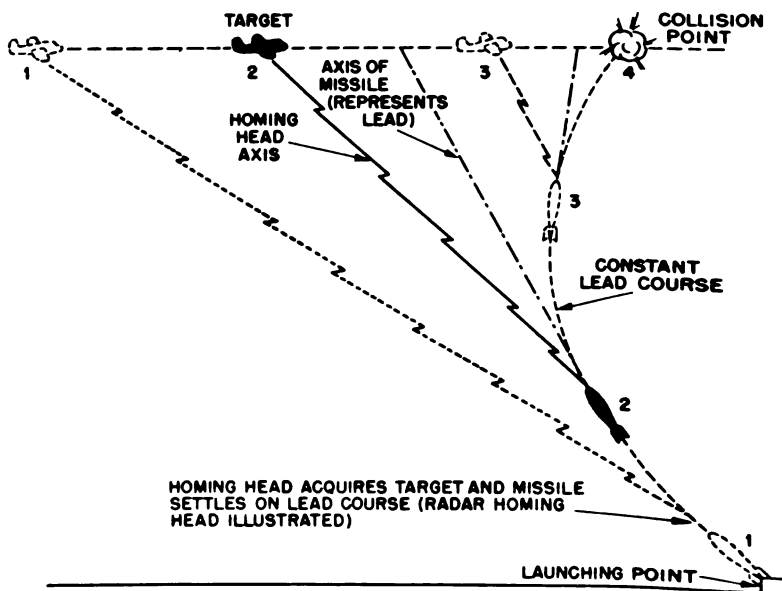 TARGET
COLLISION
POINT
1
2
3
4
AXIS OF
MISSILE
(REPRESENTS
LEAD)
HOMING
HEAD
AXIS
3
CONSTANT
LEAD COURSE
2
HOMING HEAD ACQUIRES TARGET AND MISSILE
SETTLES ON LEAD COURSE (RADAR HOMING
HEAD ILLUSTRATED)
1
LAUNCHING POINT